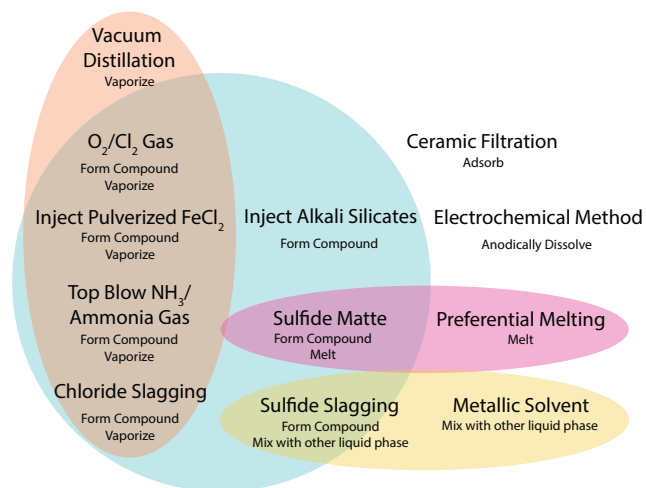 Vacuum
Distillation
Vaporize
O₂/Cl₂ Gas
Form Compound
Vaporize
Ceramic Filtration
Adsorb
Inject Pulverized FeCl₂
Form Compound
Vaporize
Inject Alkali Silicates
Form Compound
Electrochemical Method
Anodically Dissolve
Top Blow NH₃/
Ammonia Gas
Form Compound
Vaporize
Sulfide Matte
Form Compound
Melt
Preferential Melting
Melt
Chloride Slagging
Form Compound
Vaporize
Sulfide Slagging
Form Compound
Mix with other liquid phase
Metallic Solvent
Mix with other liquid phase